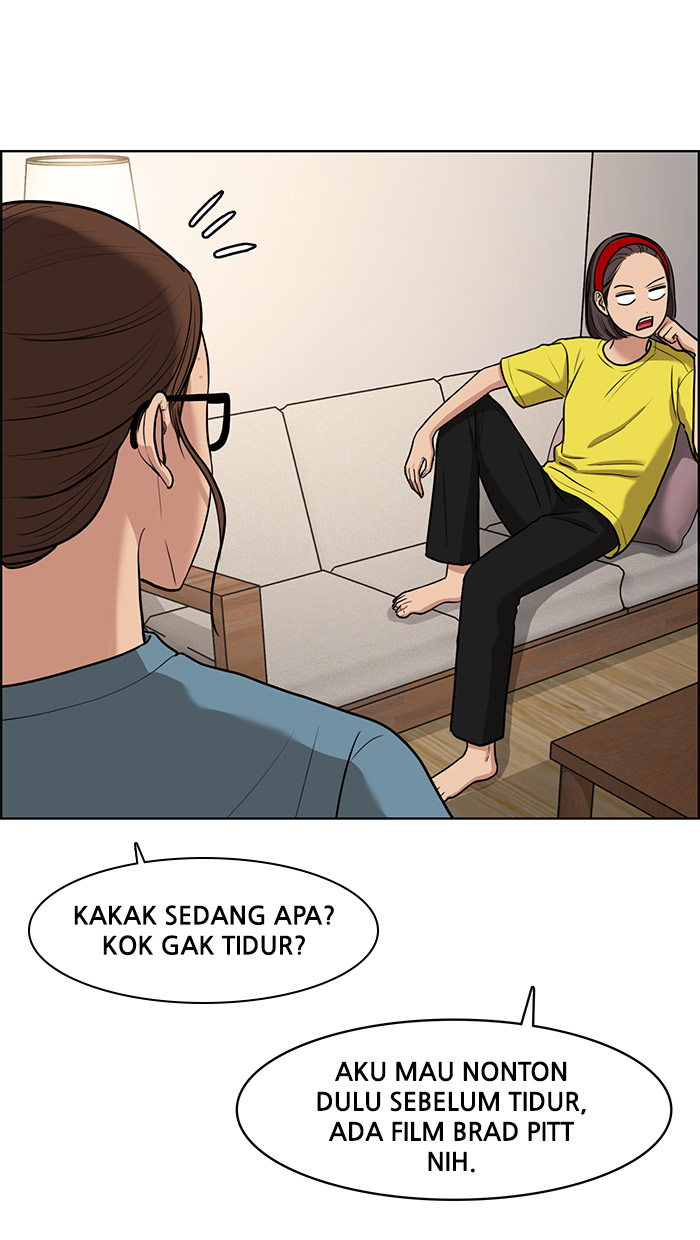 KAKAK SEDANG APA?
KOK GAK TIDUR?
AKU MAU NONTON
DULU SEBELUM TIDUR,
ADA FILM BRAD PITT
NIH.